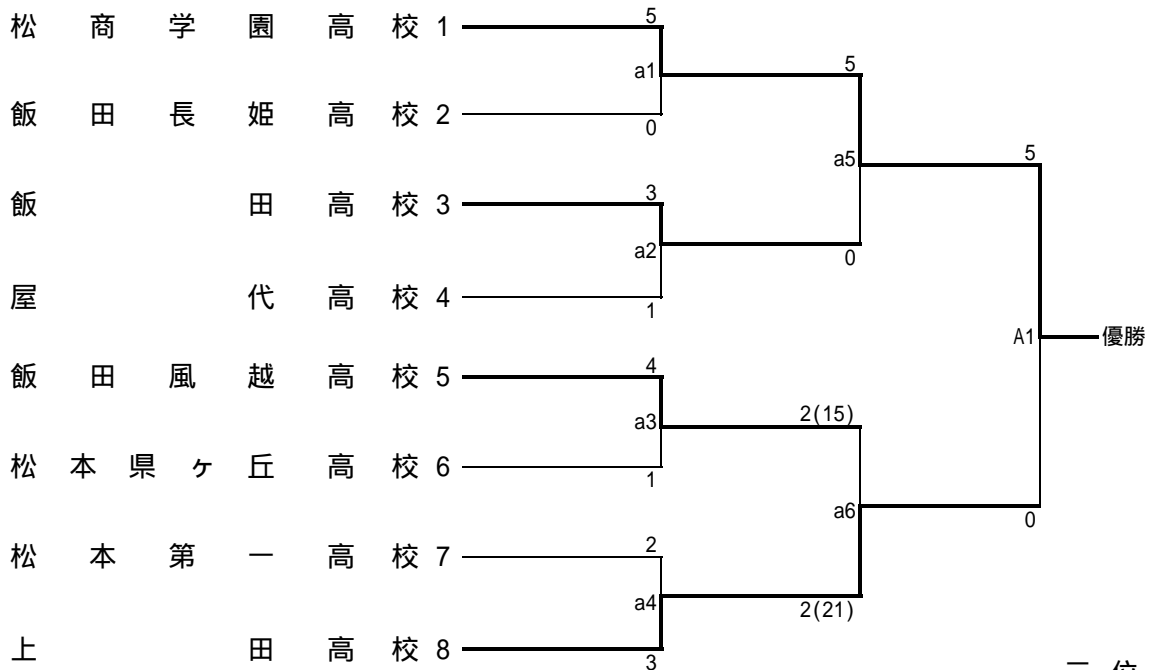 松商学園高校 1
5
a1
5
飯田長姫高校 2
0
a5
5
飯田高校 3
3
a2
0
屋代高校 4
1
A1
優勝
飯田風越高校 5
4
a3
2(15)
松本県ヶ丘高校 6
1
a6
0
松本第一高校 7
2
a4
2(21)
上田高校 8
3